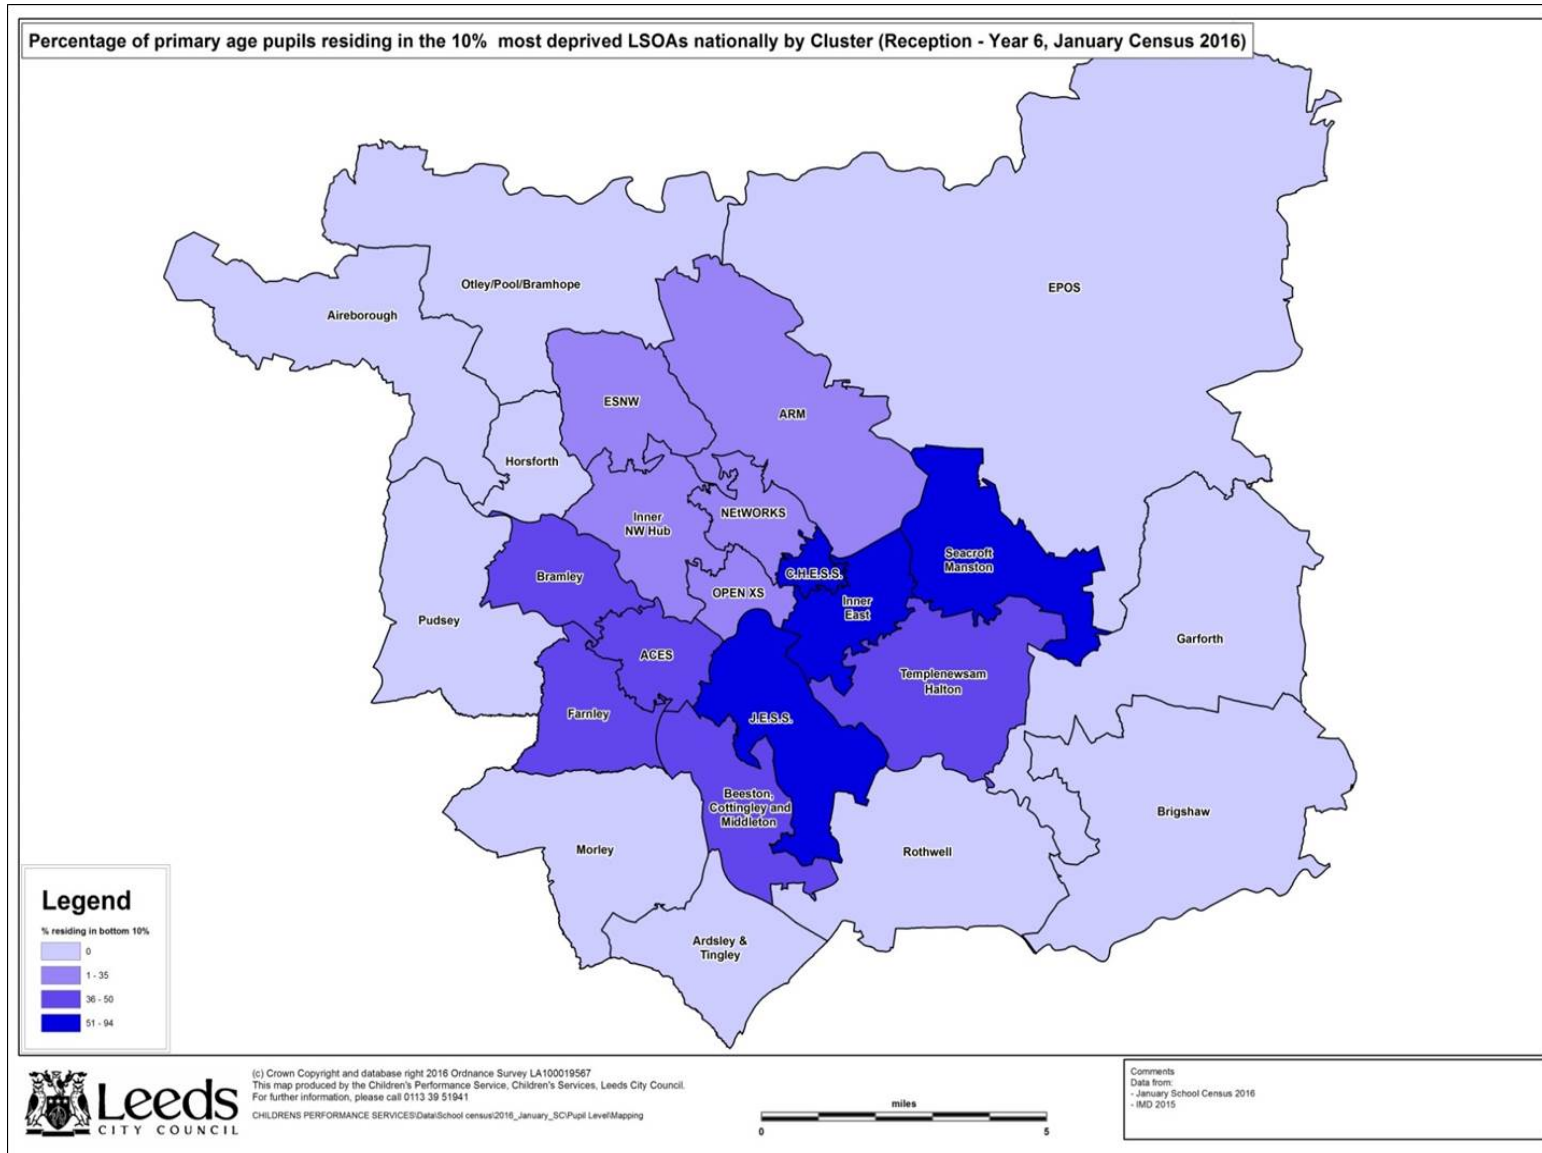 Percentage of primary age pupils residing in the 10%  most deprived LSOAs nationally by Cluster (Reception - Year 6, January Census 2016)
Otley/Pool/Bramhope
EPOS
Aireborough
ESNW
ARM
Horsforth
Inner
NW Hub
NEtWORKS
Seacroft
Manston
Bramley
C.H.E.S.S.
OPEN XS
Inner
East
Pudsey
Garforth
ACES
Templenewsam
Halton
Farnley
J.E.S.S.
Beeston,
Cottingley and
Middleton
Brigshaw
Morley
Rothwell
Ardsley &
Tingley
Legend
% residing in bottom 10%
0
1 - 35
36 - 50
51 - 94
Leeds
CITY COUNCIL
(c) Crown Copyright and database right 2016 Ordnance Survey LA100019567
This map produced by the Children's Performance Service, Children's Services, Leeds City Council.
For further information, please call 0113 39 51941
CHILDRENS PERFORMANCE SERVICES\Data\School census\2016_January_SC\Pupil Level\Mapping
miles
0 5
Comments
Data from:
- January School Census 2016
- IMD 2015